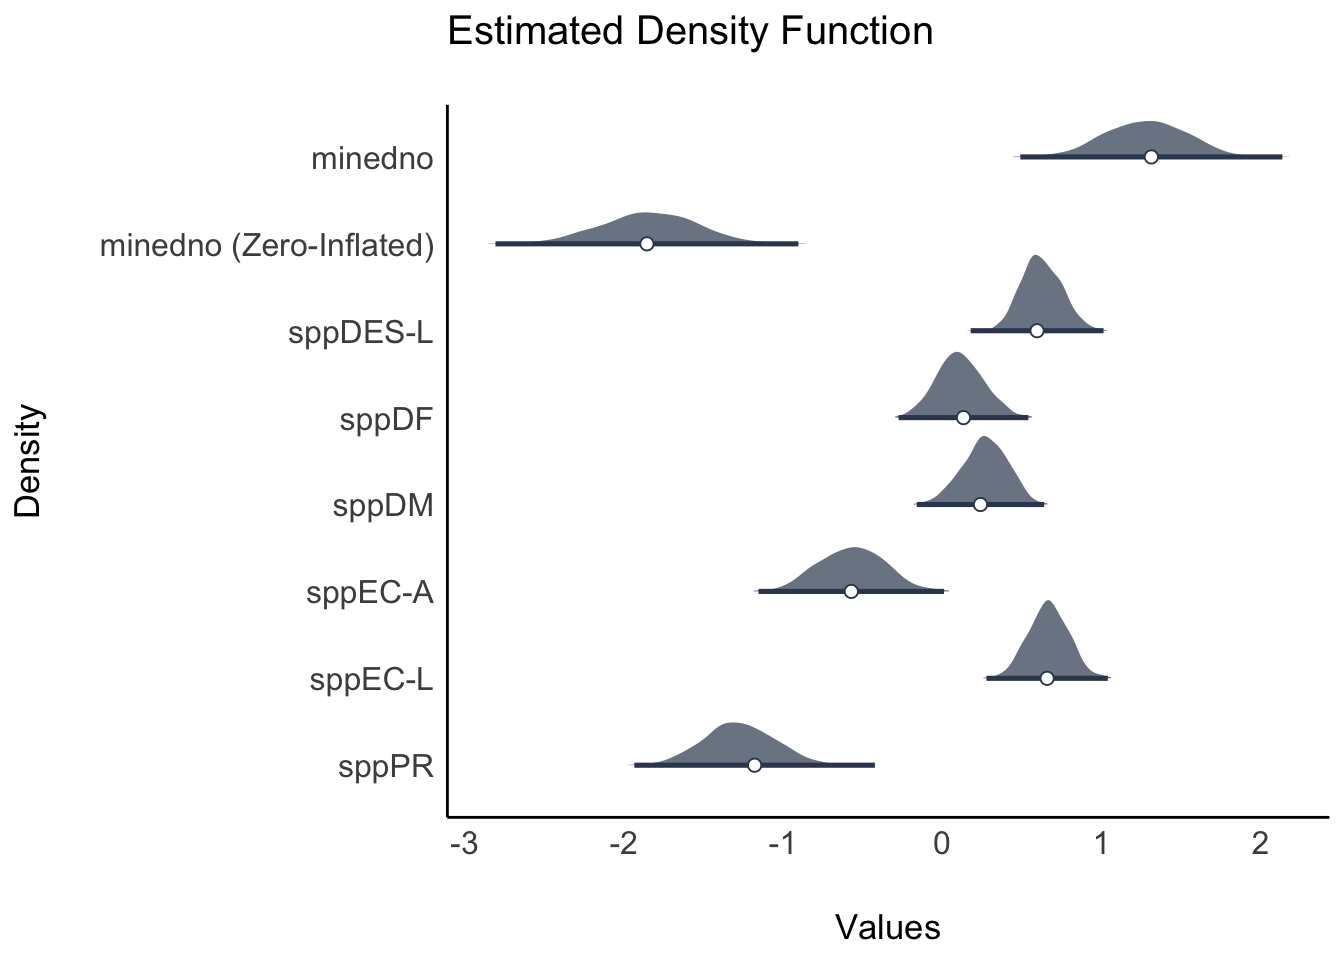 Estimated Density Function
minedno
minedno (Zero-Inflated)
sppDES-L
sppDF
sppDM
sppEC-A
sppEC-L
sppPR
Density
-3 -2 -1 0 1 2
Values